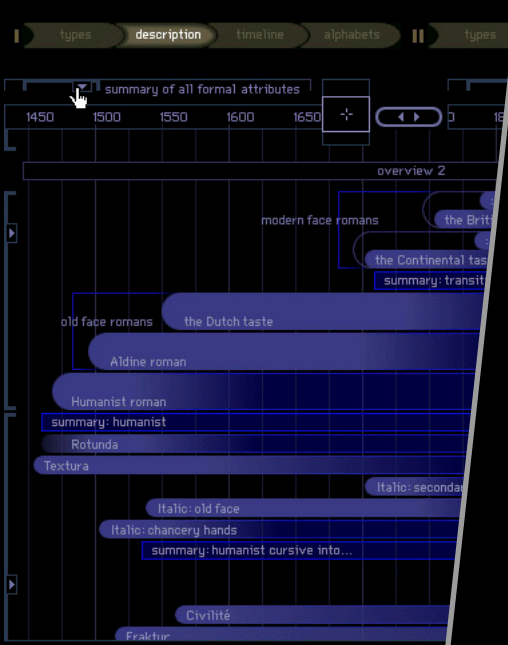 I types description timeline alphabets II types
summary of all formal attributes
1450 1500 1550 1600 1650
overview 2
modern face romans
the Brit
the Continental tas
summary: transit
old face romans the Dutch taste
Aldine roman
Humanist roman
summary: humanist
Rotunda
Textura
Italic: seconda
Italic: old face
Italic: chancery hands
summary: humanist cursive into...
Civilité
Fraktur